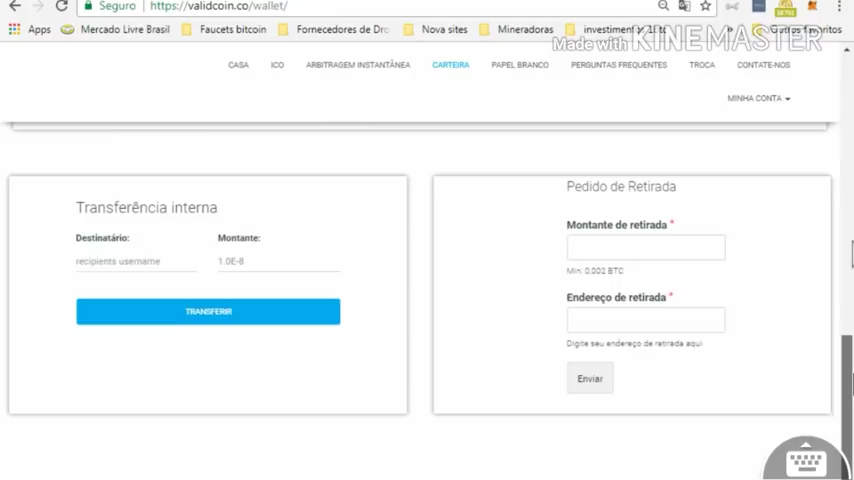 Seguro https://validcoin.co/wallet/
Apps Mercado Livre Brasil Faucets bitcoin Fornecedores de Dro Nova sites Mineradoras Outros favoritos
Made with KINEMASTER
CASA ICO ARBITRAGEM INSTANTÂNEA CARTEIRA PAPEL BRANCO PERGUNTAS FREQUENTES TROCA CONTATE-NOS
MINHA CONTA
Transferência interna
Destinatário: Montante:
recipients username 1.0E-8
TRANSFERIR
Pedido de Retirada
Montante de retirada *
Min: 0,002 BTC
Endereço de retirada *
Digite seu endereço de retirada aqui
Enviar